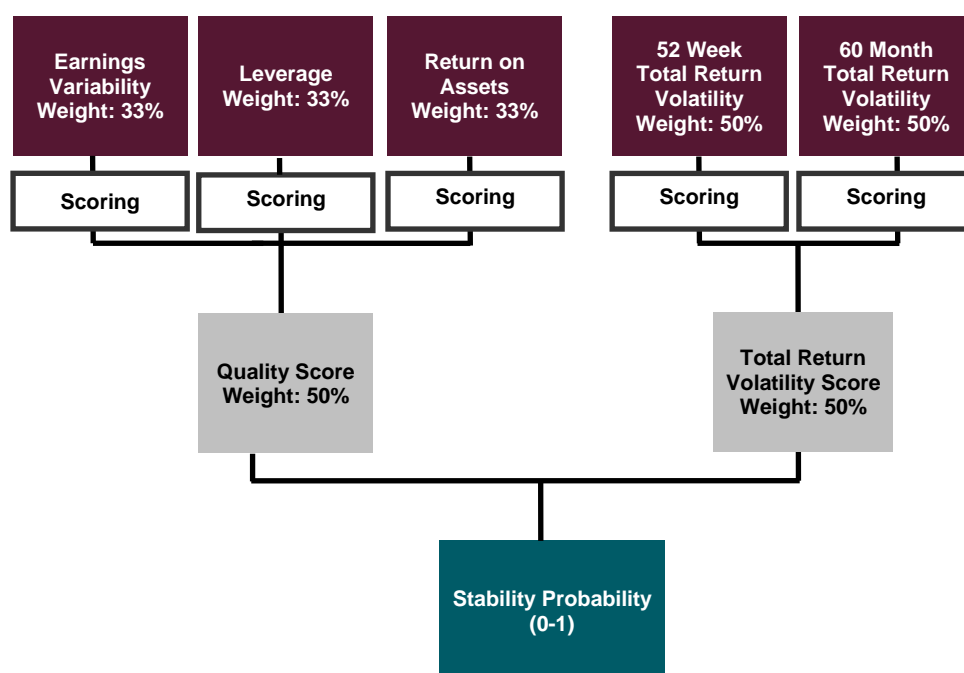 Earnings
Variability
Weight: 33%
Leverage
Weight: 33%
Return on
Assets
Weight: 33%
52 Week
Total Return
Volatility
Weight: 50%
60 Month
Total Return
Volatility
Weight: 50%
Scoring
Scoring
Scoring
Scoring
Scoring
Quality Score
Weight: 50%
Total Return
Volatility Score
Weight: 50%
Stability Probability
(0-1)